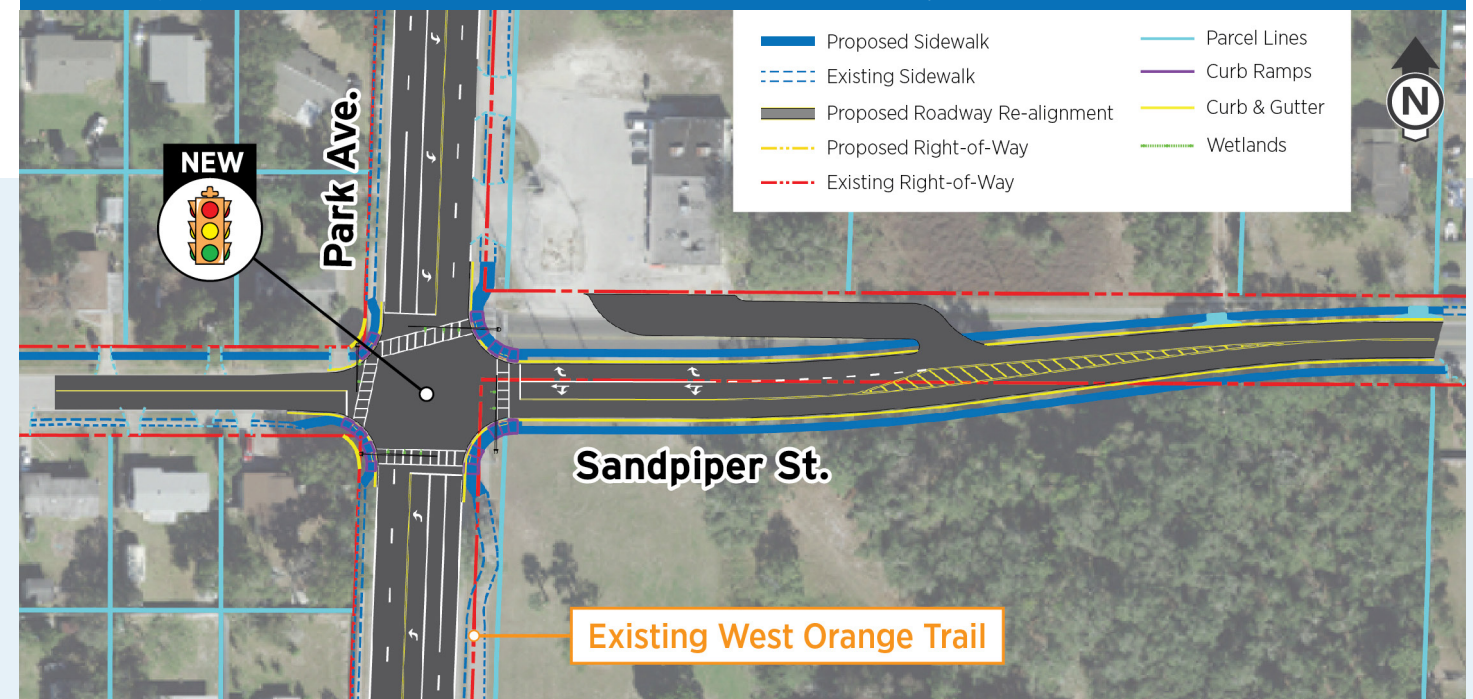 NEW
Park Ave.
Proposed Sidewalk
Existing Sidewalk
Proposed Roadway Re-alignment
Proposed Right-of-Way
Existing Right-of-Way
Parcel Lines
Curb Ramps
Curb & Gutter
Wetlands
N
Sandpiper St.
Existing West Orange Trail